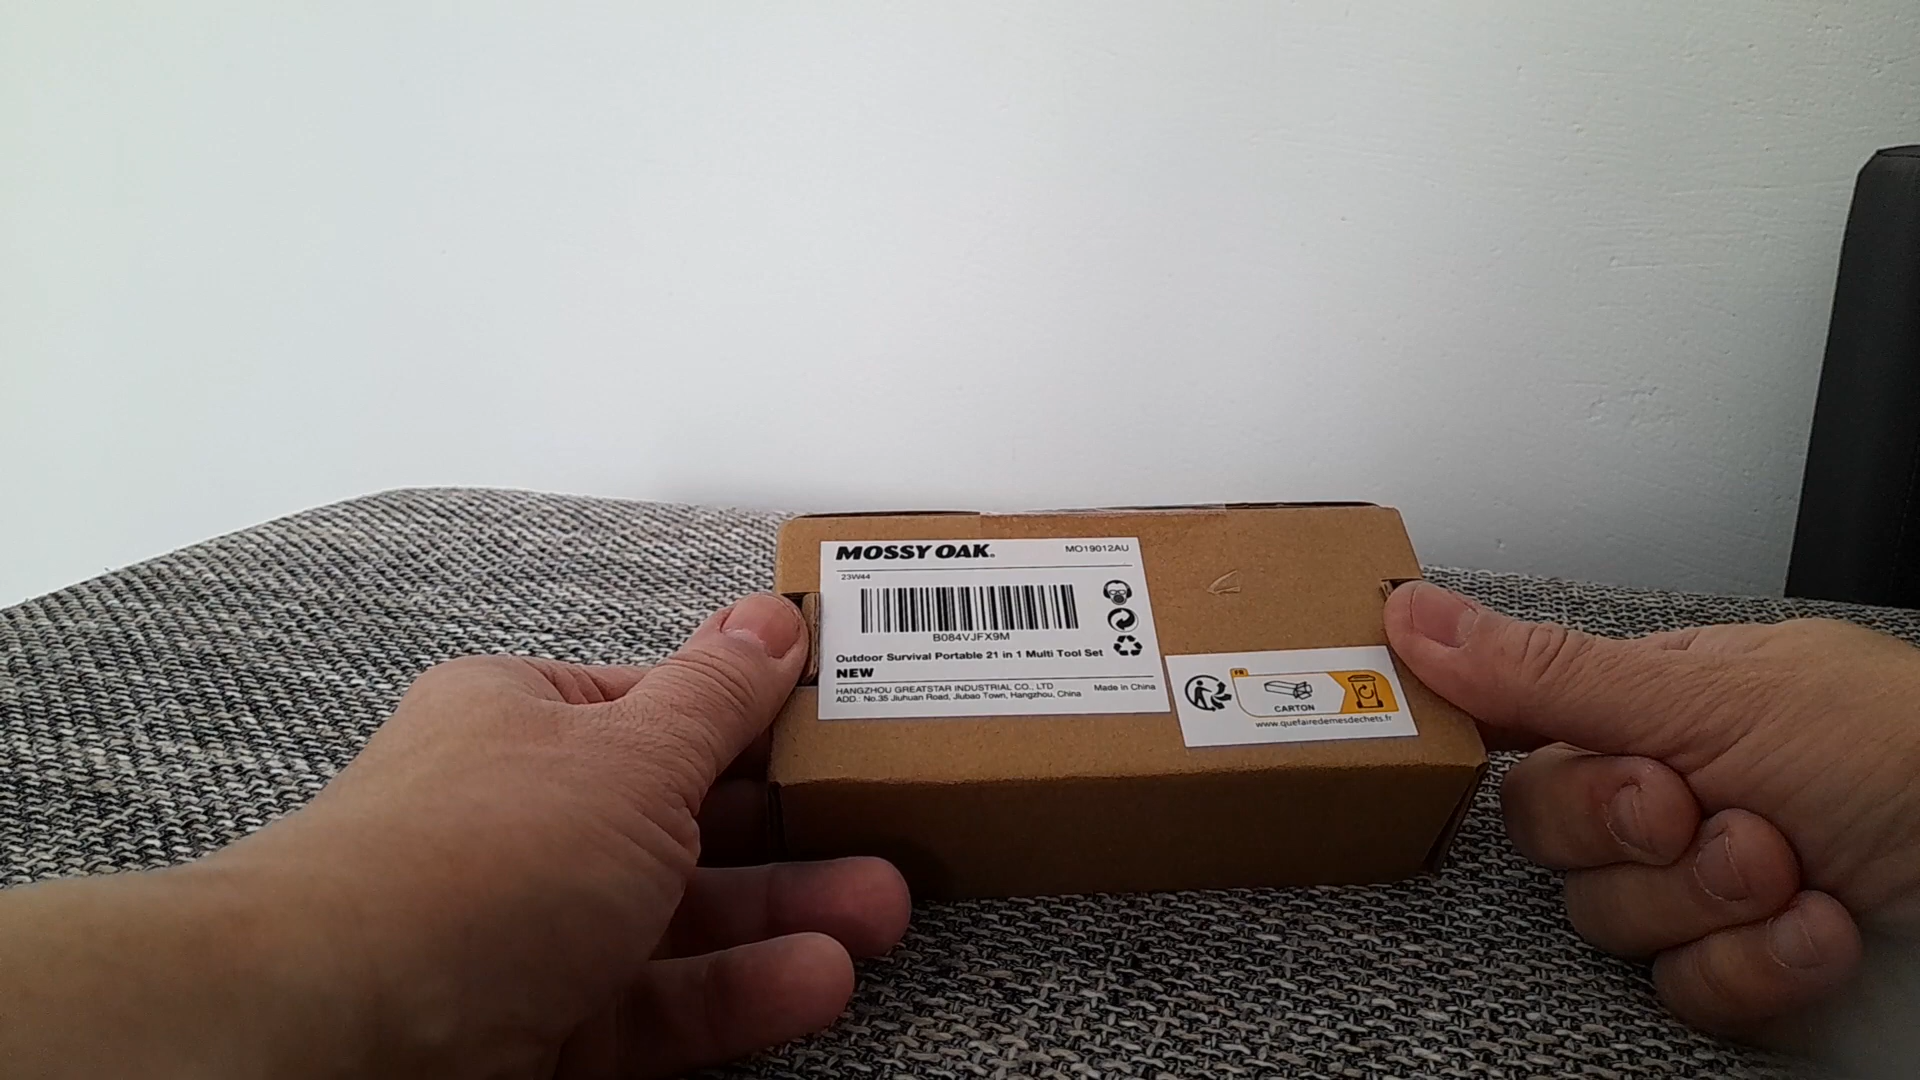 MOSSY OAK. MO19012AU
23W44
B084VJFX9M
Outdoor Survival Portable 21 in 1 Multi Tool Set
NEW
HANGZHOU GREATSTAR INDUSTRIAL CO., LTD Made in China
ADD.: No.35 Jiuhuan Road, Jiubao Town, Hangzhou, China
FR
CARTON
www.quefairedemesdechets.fr